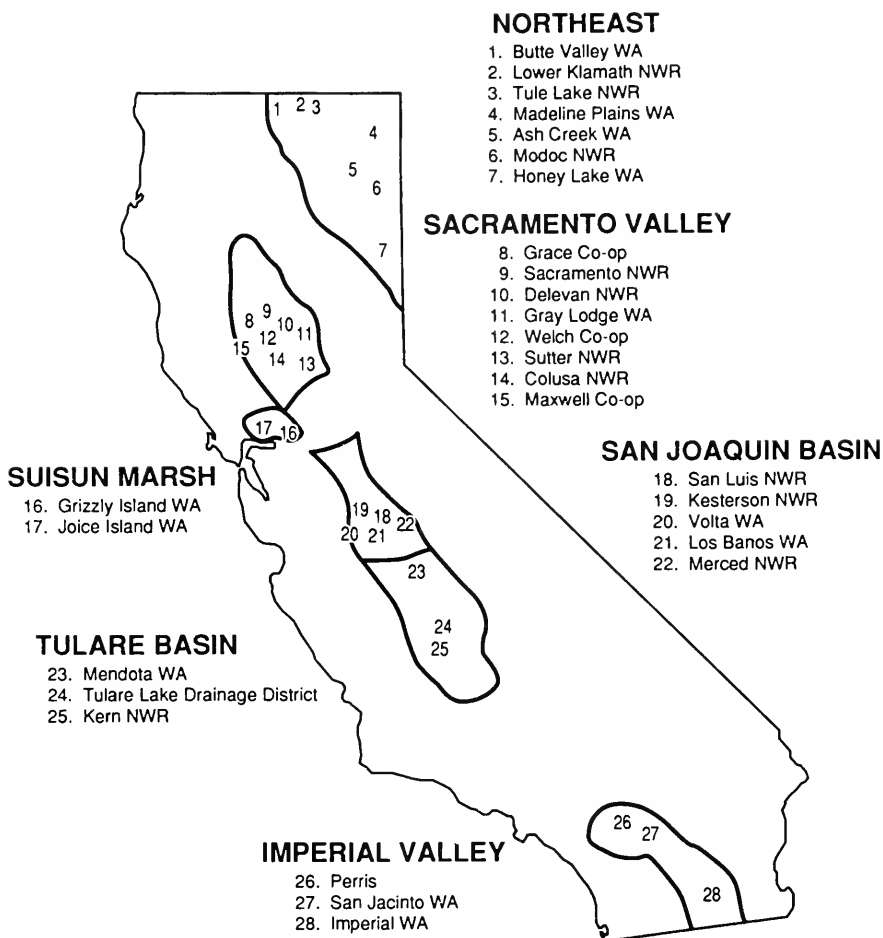 NORTHEAST
1. Butte Valley WA
2. Lower Klamath NWR
3. Tule Lake NWR
4. Madeline Plains WA
5. Ash Creek WA
6. Modoc NWR
7. Honey Lake WA
1 2 3
4
5
6
7
SACRAMENTO VALLEY
8. Grace Co-op
9. Sacramento NWR
10. Delevan NWR
11. Gray Lodge WA
12. Welch Co-op
13. Sutter NWR
14. Colusa NWR
15. Maxwell Co-op
8 9 10 11
12
15 14 13
17 16
SUISUN MARSH
16. Grizzly Island WA
17. Joice Island WA
SAN JOAQUIN BASIN
18. San Luis NWR
19. Kesterson NWR
20. Volta WA
21. Los Banos WA
22. Merced NWR
19 18 22
20 21
23
24
25
TULARE BASIN
23. Mendota WA
24. Tulare Lake Drainage District
25. Kern NWR
26 27
28
IMPERIAL VALLEY
26. Perris
27. San Jacinto WA
28. Imperial WA